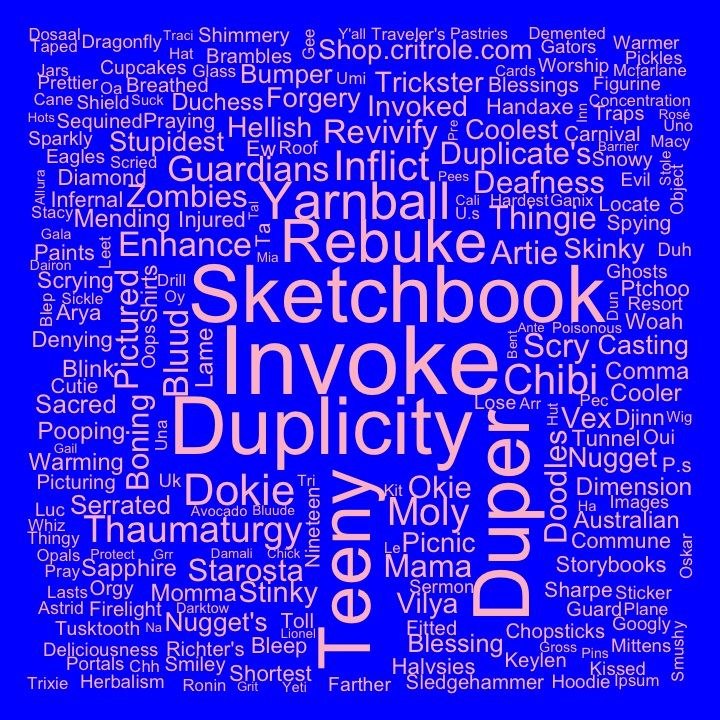 Dosaal Traci Shimmery Gee Y'all Traveler's Pastries Demented
Taped Dragonfly Hat Brambles Shop.critrole.com Gators Warmer
Jars Cupcakes Glass Bumper Umi Trickster Cards Worship Pickles
Prettier Oa Breathed Blessings Figurine Mcfarlane
Cane Shield Suck Duchess Forgery Invoked Handaxe Inn Concentration
Hots Sequined Praying Hellish Revivify Pre Coolest Traps Rosé
Sparkly Stupidest Ew Roof Carnival Barrier Uno Macy
Eagles Scried Guardians Inflict Duplicate's Snowy Stole
Allura Diamond Pees Deafness Evil Object
Infernal Zombies Tal Yarnball Cali Hardest Ganix Locate
Stacy Mending Injured U.s Thingie Spying
Gala Leet Enhance Ta Rebuke Artie Skinky Duh
Paints Mia
Dairon Scrying Pictured Shirts Drill Ghosts
Blep Sickle Oy Sketchbook Dun Ptchoo
Arya Oops Bluud Resort
Denying Lame Invoke Bent Ante Poisonous Woah
Blink Scry Casting
Cutie Chibi Comma
Sacred Boning Duplicity Lose Arr Pec Cooler
Pooping Una Hut Vex Djinn Wig
Gail Duper Doodles Tunnel Oui
Warming Nugget P.s
Picturing Uk Dokie Tri Teeny Kit Okie Dimension
Luc Serrated Avocado Bluude Nineteen Moly Ha Images
Whiz Thaumaturgy Australian
Thingy Le Picnic Commune Oskar
Opals Protect Grr Damali Chick
Pray Sapphire Starosta Mama Storybooks
Lasts Orgy Momma Stinky Sermon Sharpe Sticker
Astrid Firelight Darktow Vilya Guard Plane
Tusktooth Na Nugget's Toll Fitted Chopsticks Googly
Deliciousness Richter's Bleep Lionel Blessing Gross Pins Mittens Smushy
Portals Chh Smiley Shortest Halvsies Keylen Kissed
Trixie Herbalism Ronin Grit Yeti Farther Sledgehammer Hoodie Ipsum